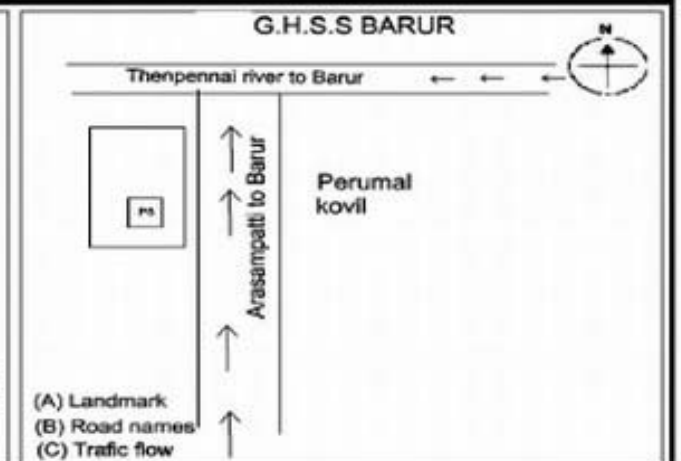 G.H.S.S BARUR
N
Thenpennai river to Barur
Arasampatti to Barur
Perumal
kovil
PS
(A) Landmark
(B) Road names
(C) Trafic flow